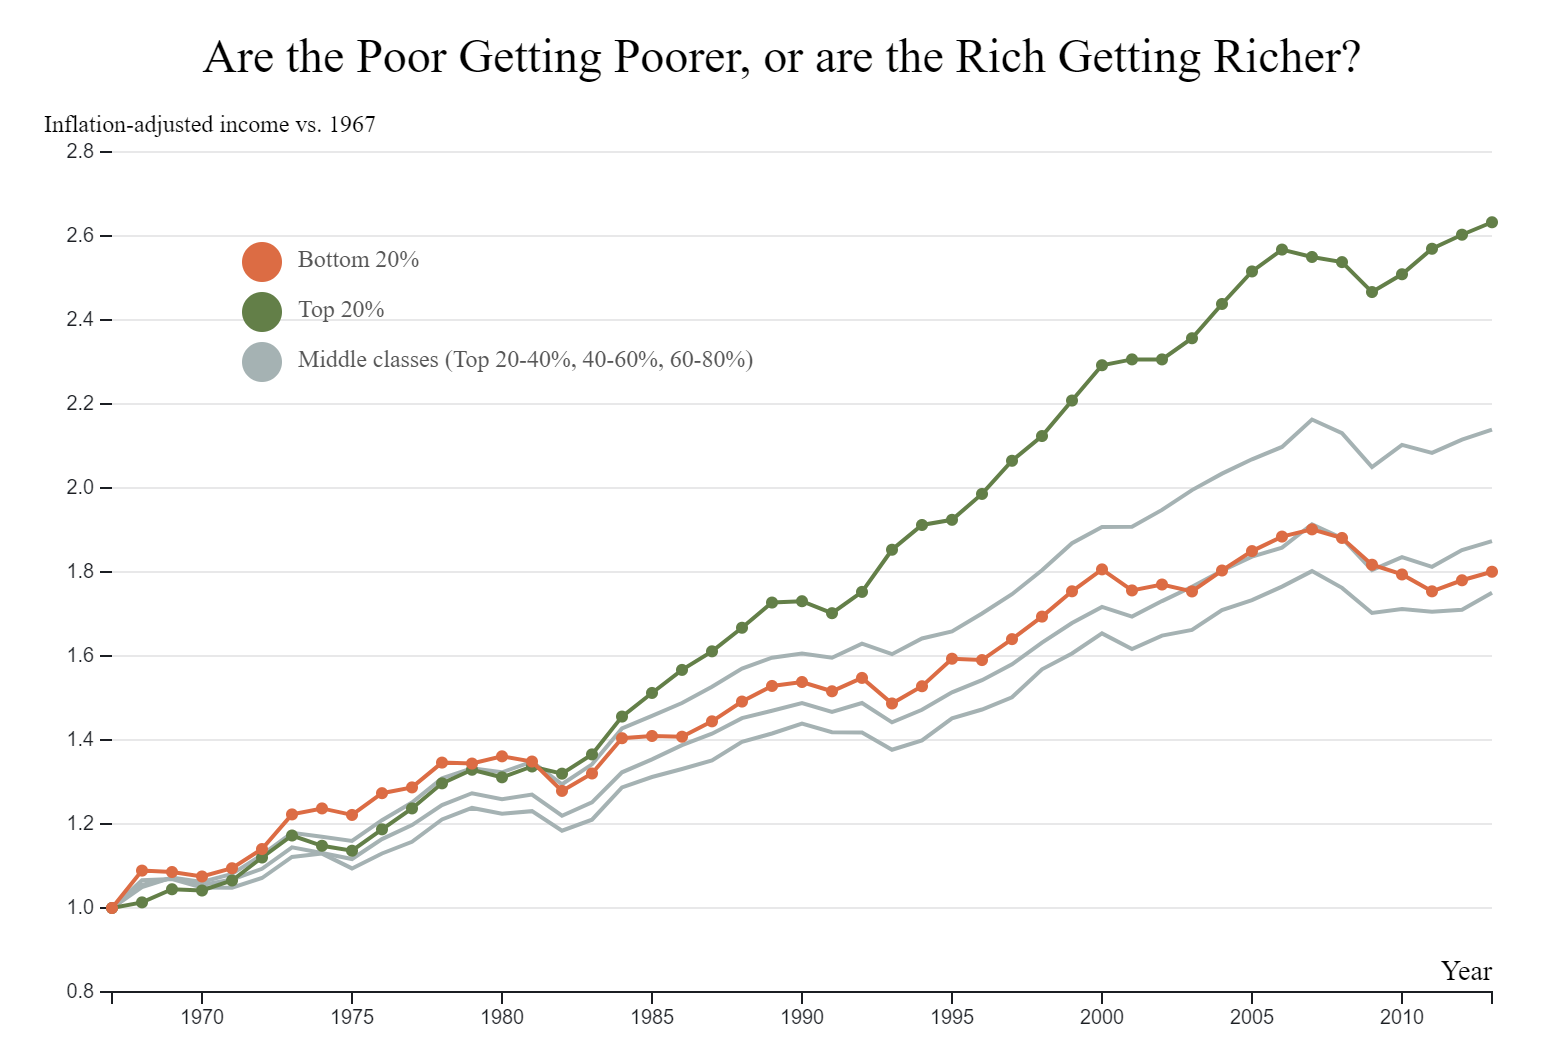 Are the Poor Getting Poorer, or are the Rich Getting Richer?
Inflation-adjusted income vs. 1967
2.8
2.6
Bottom 20%
Top 20%
2.4
Middle classes (Top 20-40%, 40-60%, 60-80%)
2.2
2.0
1.8
1.6
1.4
1.2
1.0
Year
0.8
1970 1975 1980 1985 1990 1995 2000 2005 2010